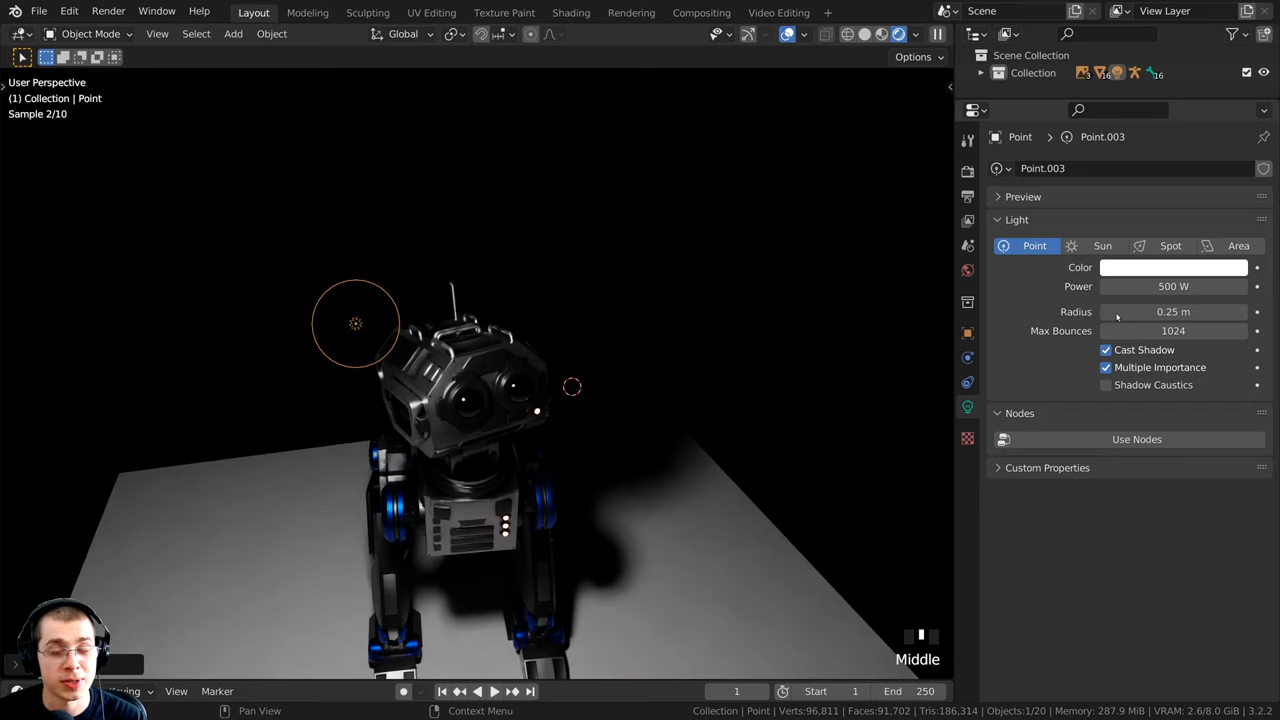 File Edit Render Window Help Layout Modeling Sculpting UV Editing Texture Paint Shading Rendering Compositing Video Editing + Scene View Layer
Object Mode View Select Add Object Global
Options
User Perspective
(1) Collection | Point
Sample 2/10
Scene Collection
Collection 3 16 16
Point > Point.003
Point.003
Preview
Light
Point Sun Spot Area
Color
Power 500 W
Radius 0.25 m
Max Bounces 1024
Cast Shadow
Multiple Importance
Shadow Caustics
Nodes
Use Nodes
Custom Properties
Middle
View Marker 1 Start 1 End 250
Pan View Context Menu Collection | Point | Verts:96,811 | Faces:91,702 | Tris:186,314 | Objects:1/20 | Memory: 287.9 MiB | VRAM: 2.6/8.0 GiB | 3.2.2